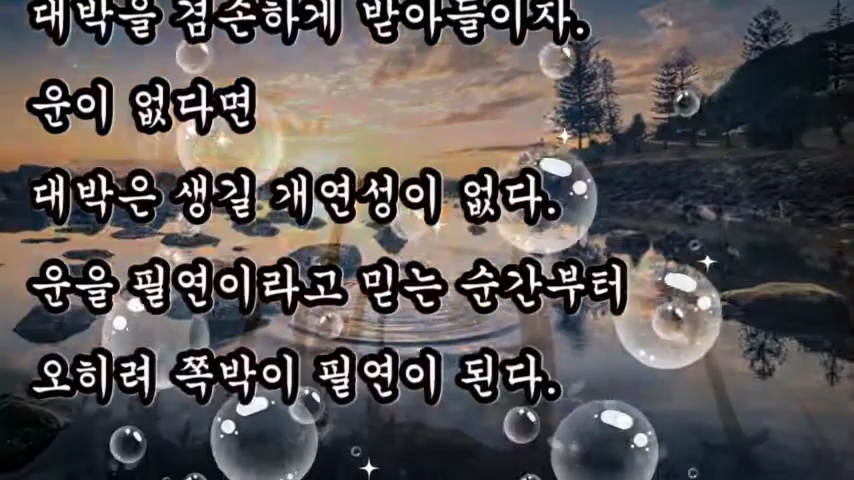 대박을 겸손하게 받아들이자.
운이 없다면
대박은 생길 개연성이 없다.
운을 필연이라고 믿는 순간부터
오히려 쪽박이 필연이 된다.